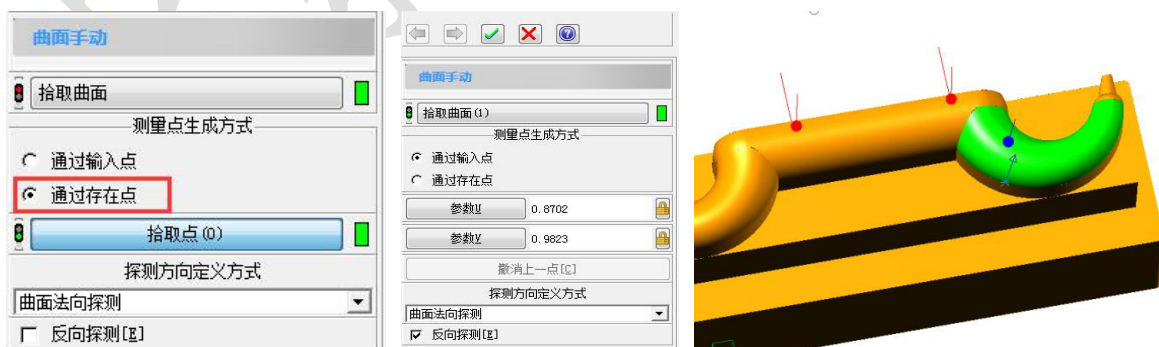 曲面手动
拾取曲面
测量点生成方式
通过输入点
通过存在点
拾取点(0)
探测方向定义方式
曲面法向探测
反向探测[R]
曲面手动
拾取曲面(1)
测量点生成方式
通过输入点
通过存在点
参数U 0.8702
参数V 0.9823
撤消上一点[C]
探测方向定义方式
曲面法向探测
反向探测[R]